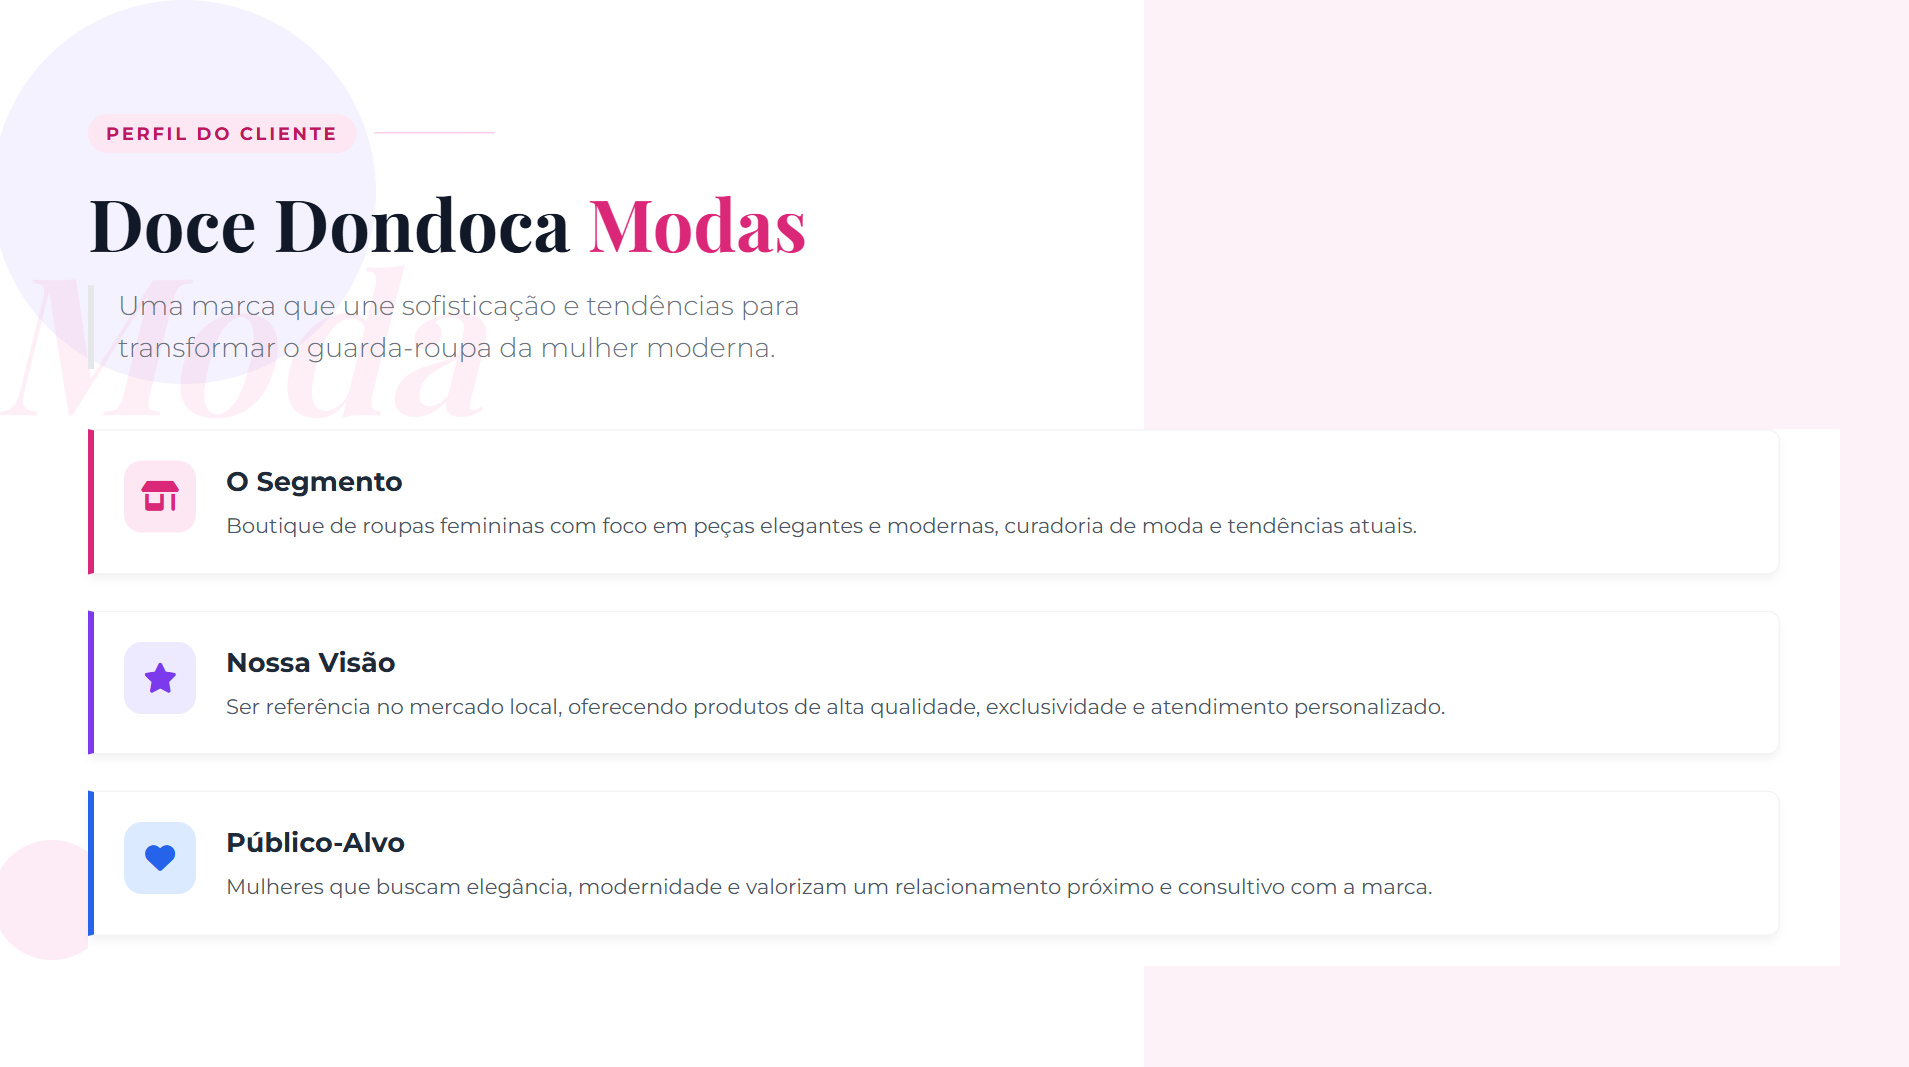 PERFIL DO CLIENTE
Doce Dondoca Modas
Moda
Uma marca que une sofisticação e tendências para
transformar o guarda-roupa da mulher moderna.
O Segmento
Boutique de roupas femininas com foco em peças elegantes e modernas, curadoria de moda e tendências atuais.
Nossa Visão
Ser referência no mercado local, oferecendo produtos de alta qualidade, exclusividade e atendimento personalizado.
Público-Alvo
Mulheres que buscam elegância, modernidade e valorizam um relacionamento próximo e consultivo com a marca.